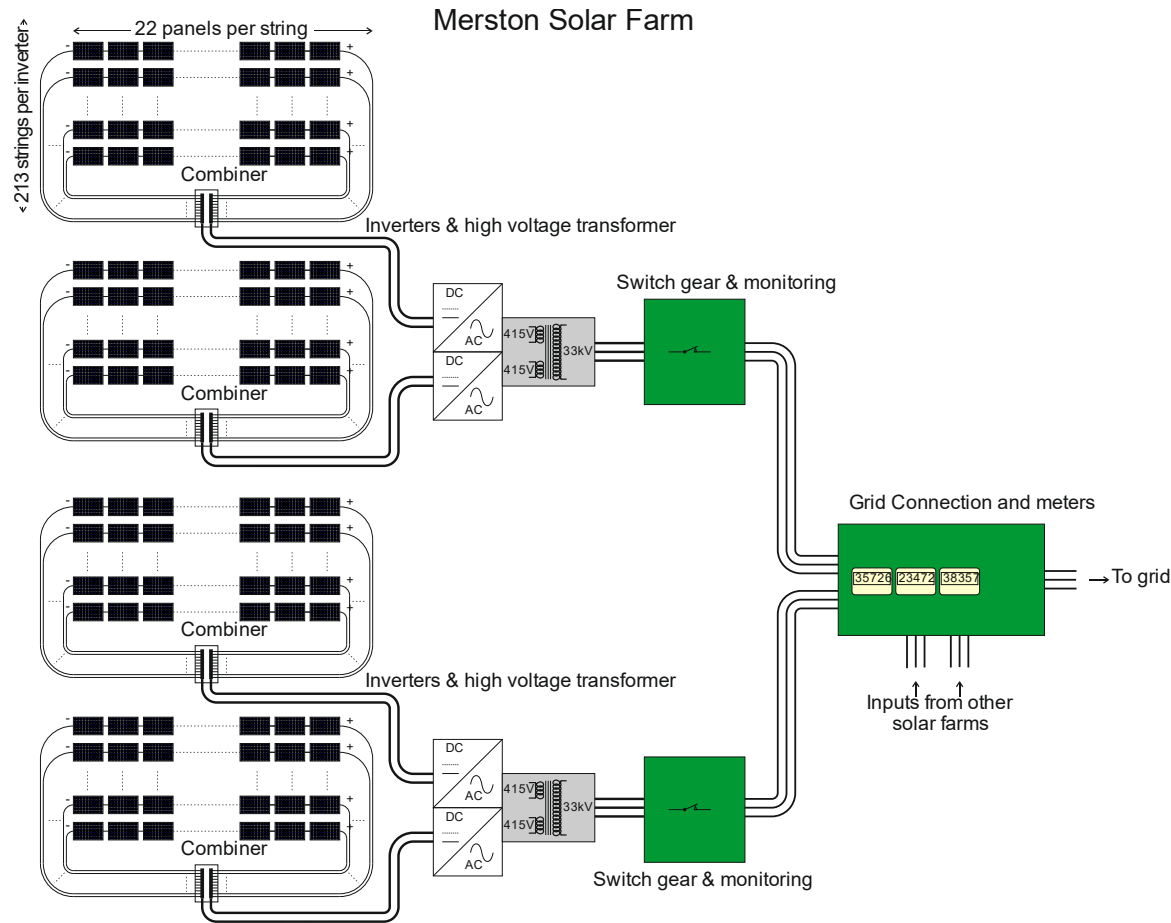 Merston Solar Farm
22 panels per string
213 strings per inverter
- +
- +
- +
- +
Combiner
Inverters & high voltage transformer
- +
- +
- +
- +
Combiner
DC
AC
DC
AC
415V
415V
33kV
Switch gear & monitoring
- +
- +
- +
- +
Combiner
Inverters & high voltage transformer
- +
- +
- +
- +
Combiner
DC
AC
DC
AC
415V
415V
33kV
Switch gear & monitoring
Grid Connection and meters
35726 23472 38357
To grid
Inputs from other
solar farms